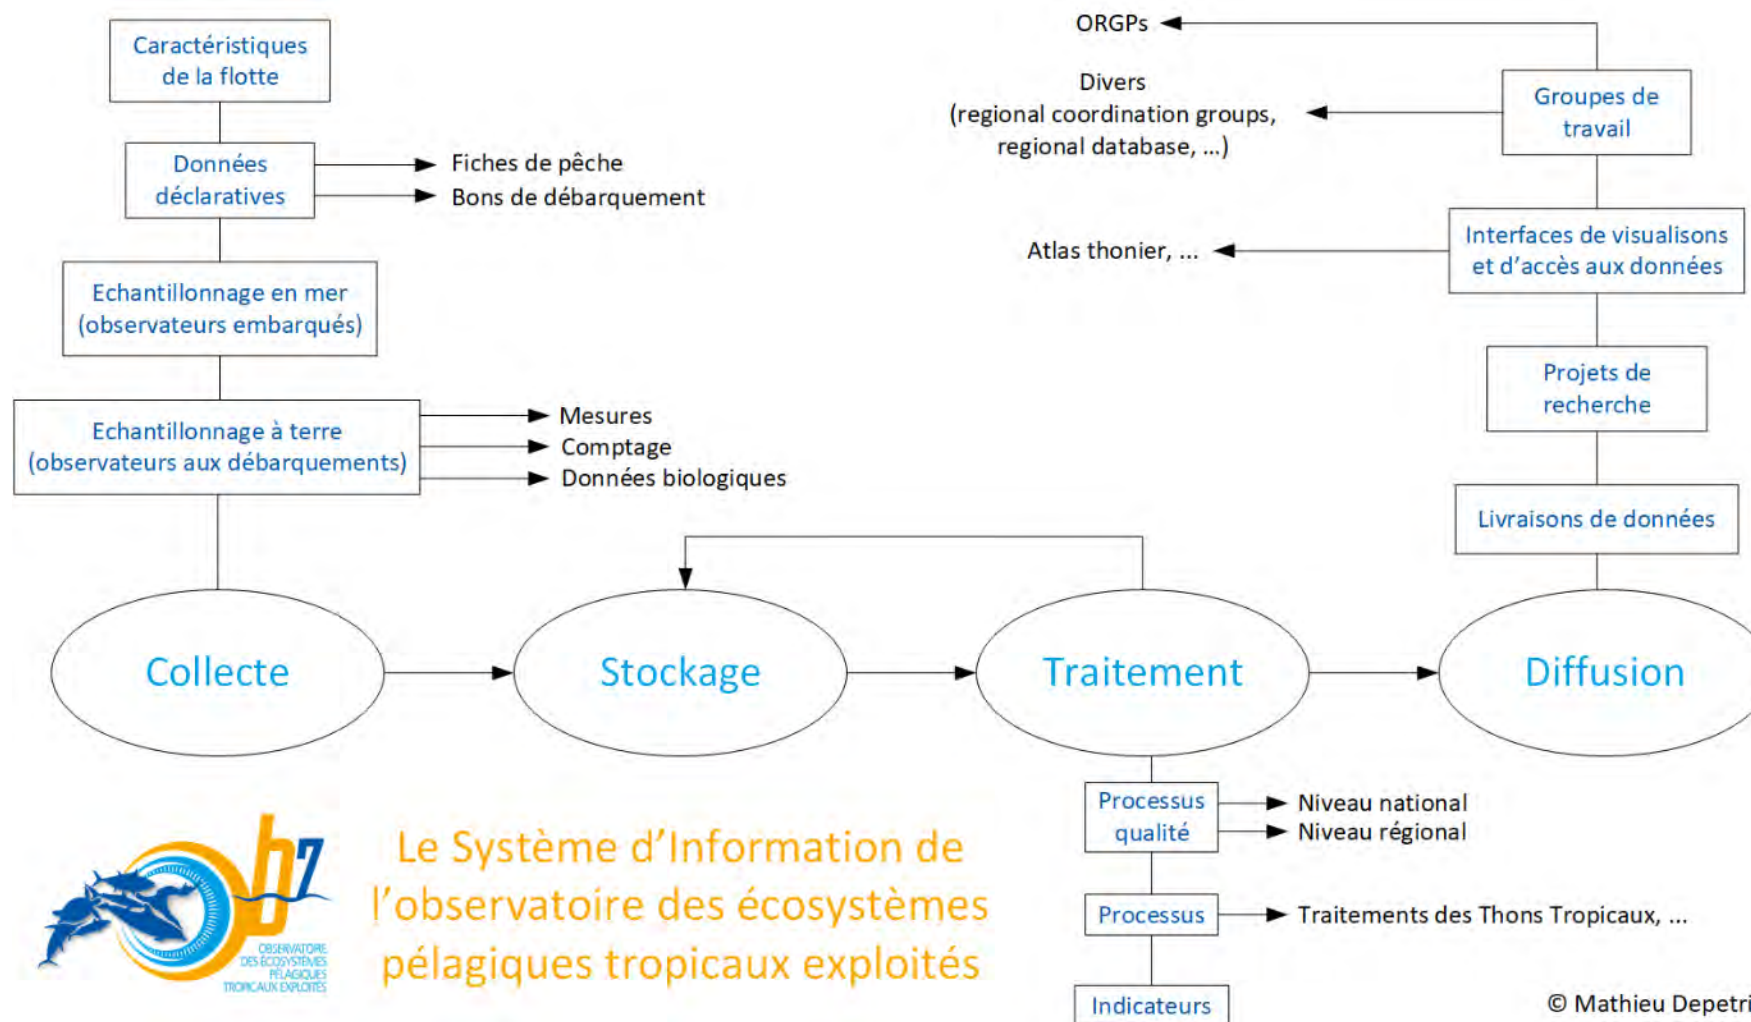 Caractéristiques
de la flotte
Données
déclaratives
Fiches de pêche
Bons de débarquement
Echantillonnage en mer
(observateurs embarqués)
Echantillonnage à terre
(observateurs aux débarquements)
Mesures
Comptage
Données biologiques
ORGPs
Groupes de
travail
Divers
(regional coordination groups,
regional database, ...)
Interfaces de visualisons
et d'accès aux données
Atlas thonier, ...
Projets de
recherche
Livraisons de données
Collecte
Stockage
Traitement
Diffusion
Processus
qualité
Niveau national
Niveau régional
Processus
Traitements des Thons Tropicaux, ...
Indicateurs
Ob7
OBSERVATOIRE
DES ÉCOSYSTÈMES
PÉLAGIQUES
TROPICAUX EXPLOITÉS
Le Système d'Information de
l'observatoire des écosystèmes
pélagiques tropicaux exploités
© Mathieu Depetri